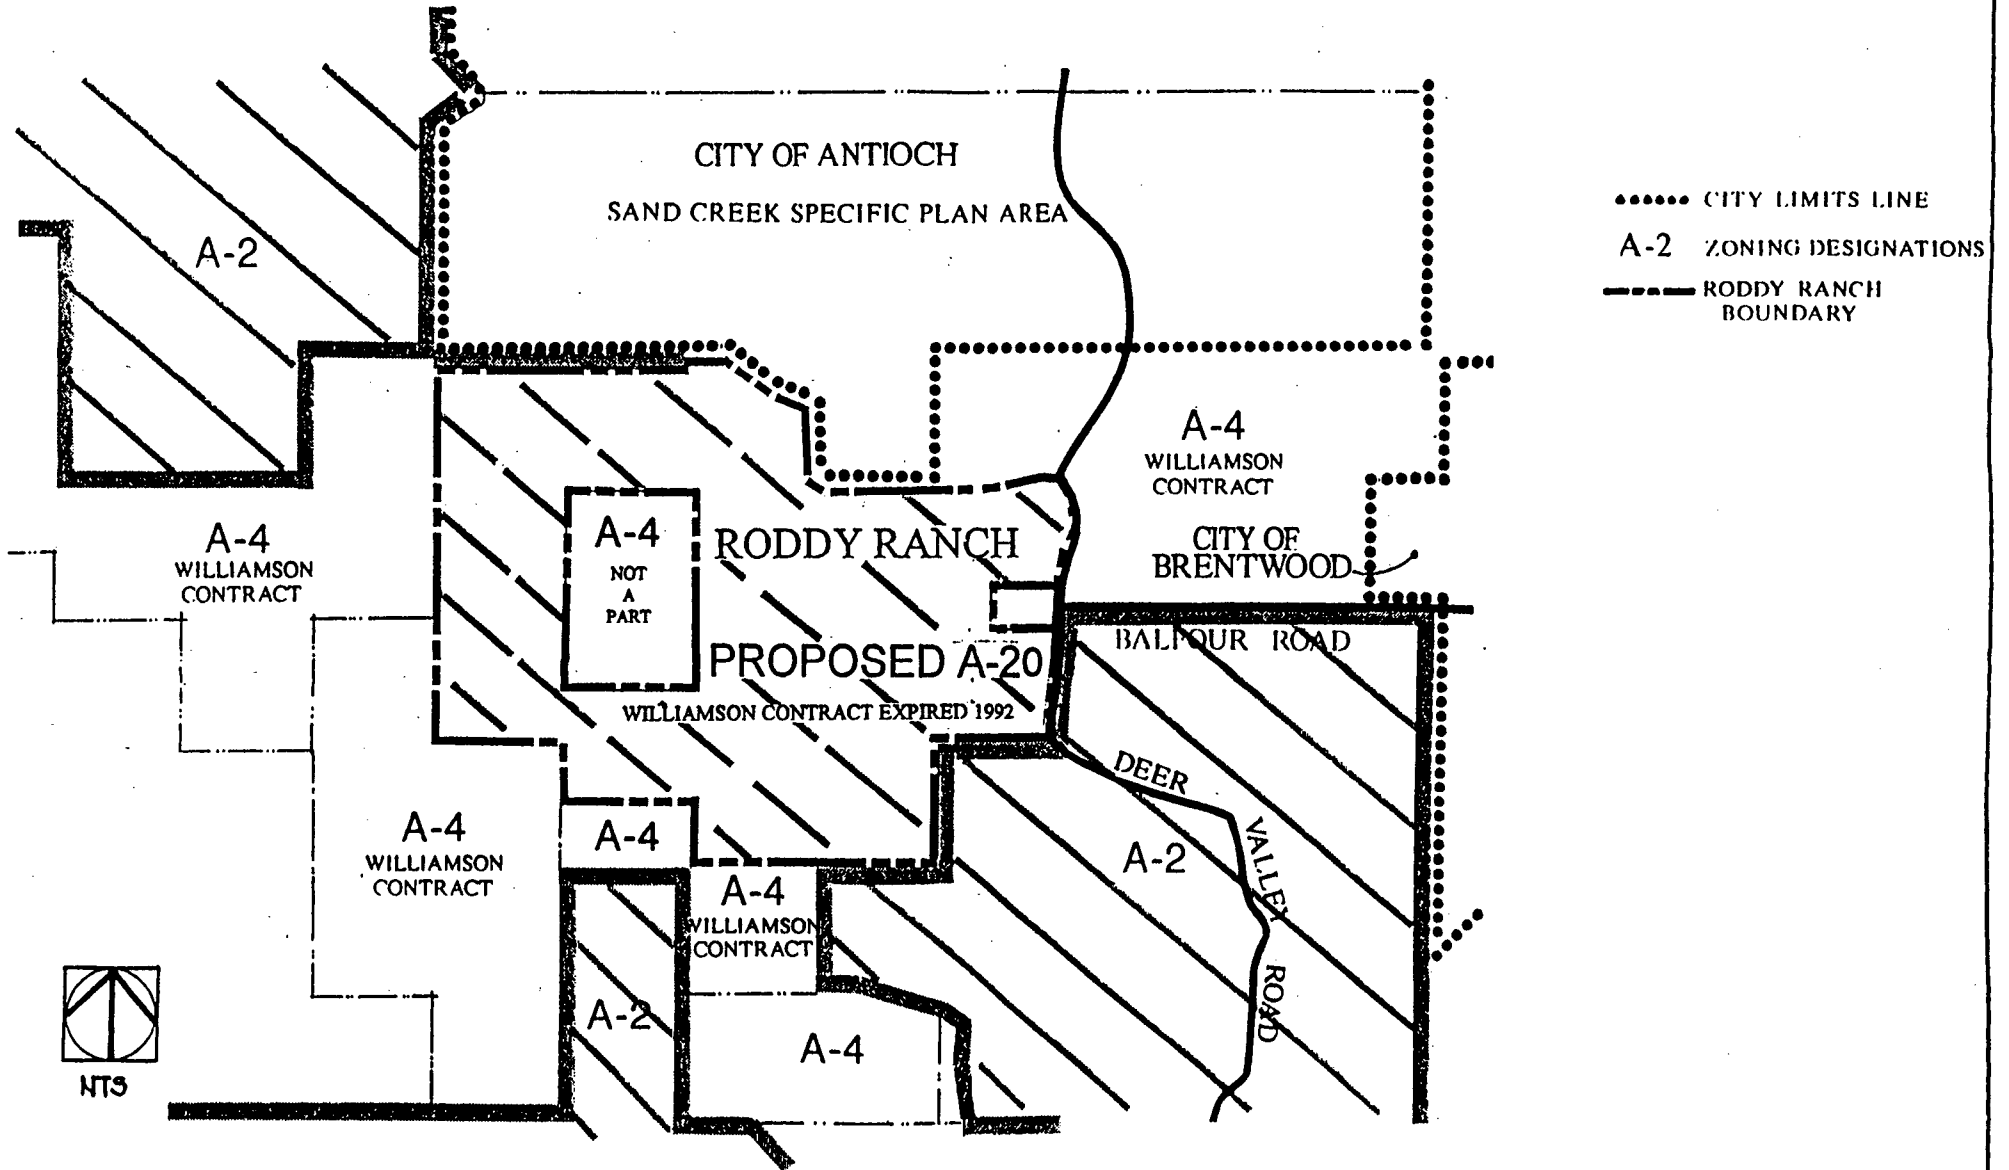 CITY OF ANTIOCH
SAND CREEK SPECIFIC PLAN AREA
CITY LIMITS LINE
A-2 ZONING DESIGNATIONS
RODDY RANCH
BOUNDARY
A-2
A-4
WILLIAMSON
CONTRACT
CITY OF
BRENTWOOD
A-4
WILLIAMSON
CONTRACT
A-4
NOT
A
PART
RODDY RANCH
PROPOSED A-20
WILLIAMSON CONTRACT EXPIRED 1992
BALFOUR ROAD
DEER
VALLEY
ROAD
A-4
WILLIAMSON
CONTRACT
A-4
A-2
A-4
WILLIAMSON
CONTRACT
A-2
A-4
NTS